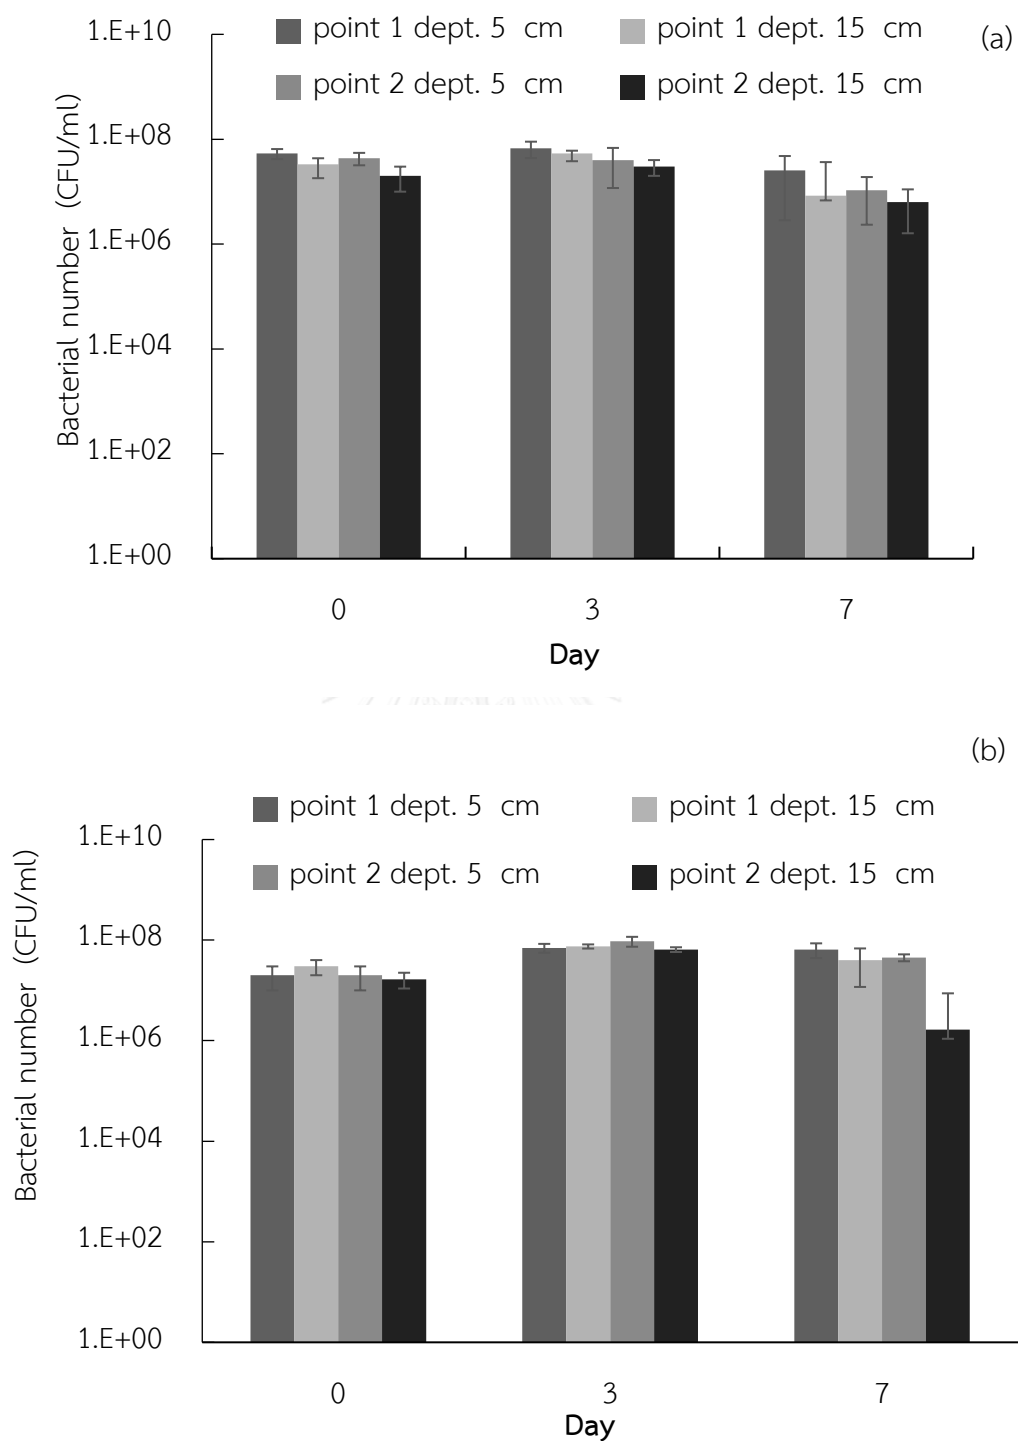 (a)
point 1 dept. 5 cm
point 1 dept. 15 cm
point 2 dept. 5 cm
point 2 dept. 15 cm
Bacterial number (CFU/ml)
1.E+10
1.E+08
1.E+06
1.E+04
1.E+02
1.E+00
0 3 7
Day
(b)
point 1 dept. 5 cm
point 1 dept. 15 cm
point 2 dept. 5 cm
point 2 dept. 15 cm
Bacterial number (CFU/ml)
1.E+10
1.E+08
1.E+06
1.E+04
1.E+02
1.E+00
0 3 7
Day